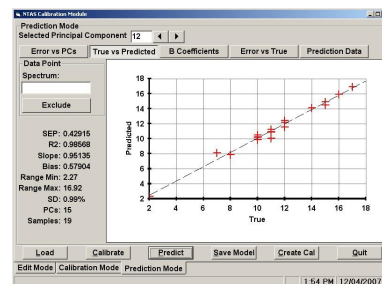 NTAS Calibration Module
Prediction Mode
Selected Principal Component 12
Error vs PCs True vs Predicted B Coefficients Error vs True Prediction Data
Data Point
Spectrum:
Exclude
SEP: 0.42915
R2: 0.98568
Slope: 0.95135
Bias: 0.57904
Range Min: 2.27
Range Max: 16.92
SD: 0.99%
PCs: 15
Samples: 19
Predicted
18
16
14
12
10
8
6
4
2
2 4 6 8 10 12 14 16 18
True
Load Calibrate Predict Save Model Create Cal Quit
Edit Mode Calibration Mode Prediction Mode
1:54 PM 12/04/2007